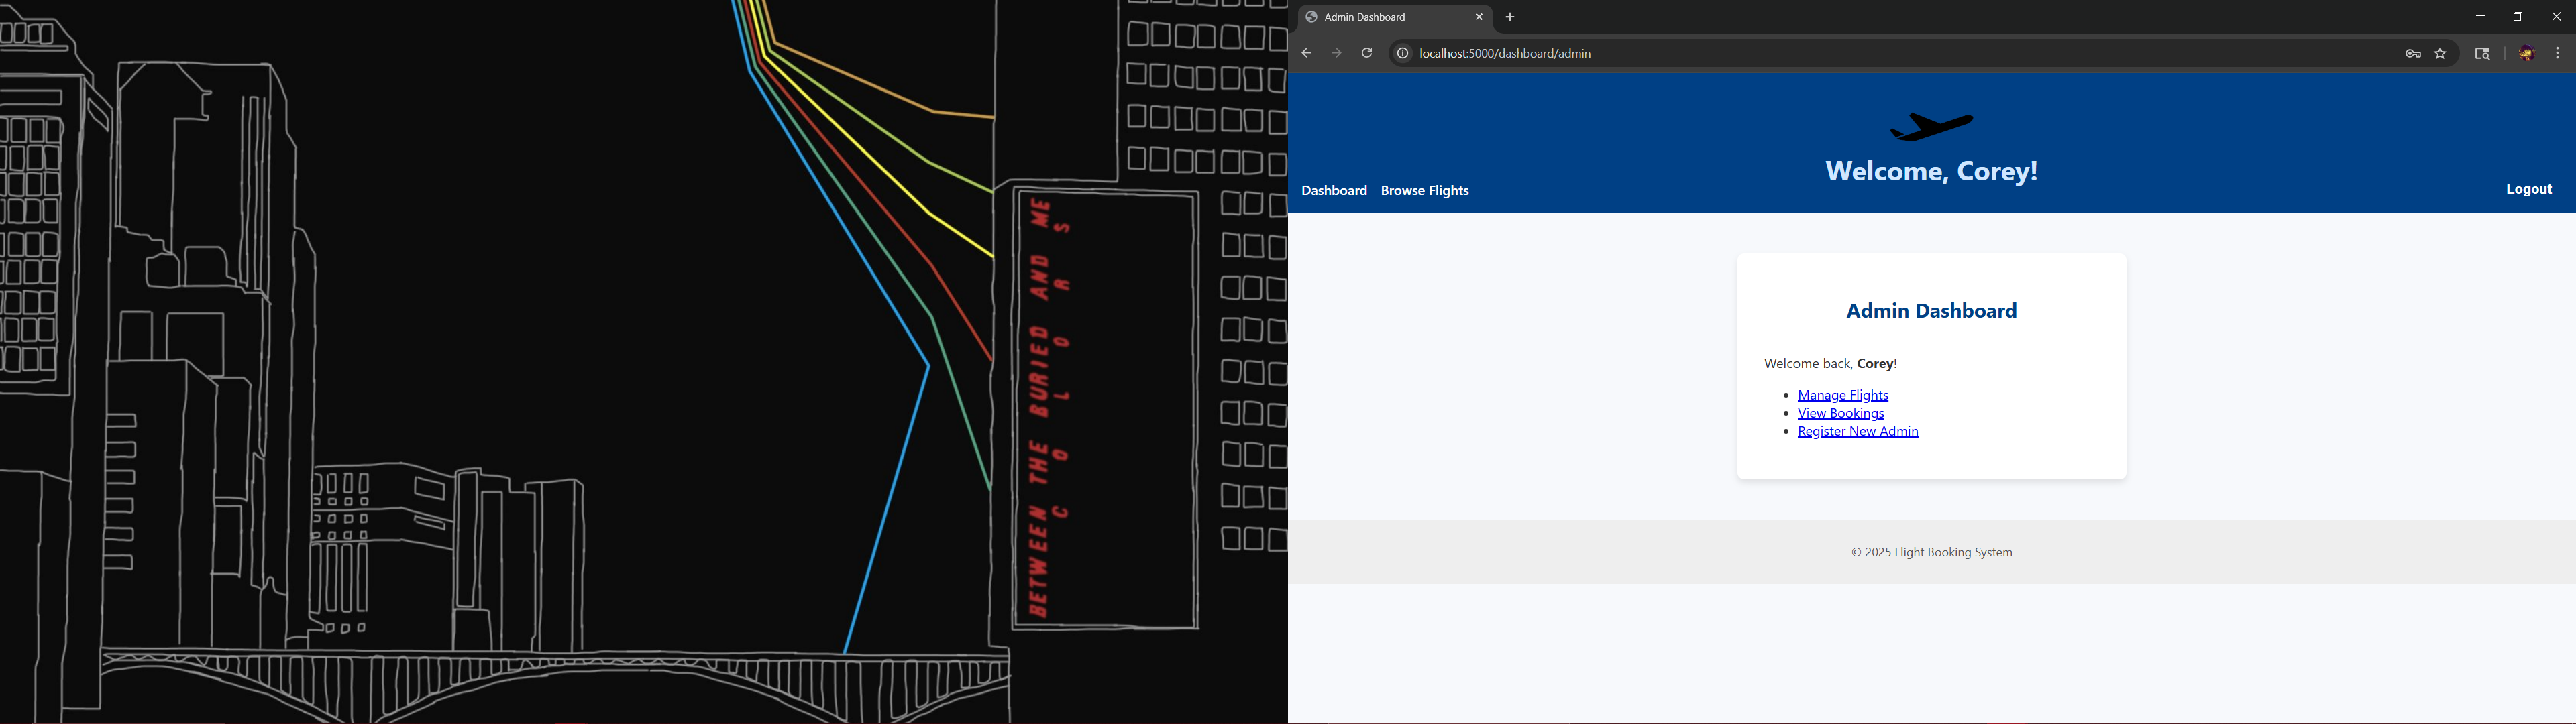 BETWEEN THE BURIED AND ME
COLORS
Admin Dashboard
localhost:5000/dashboard/admin
Welcome, Corey!
Dashboard Browse Flights
Logout
Admin Dashboard
Welcome back, Corey!
Manage Flights
View Bookings
Register New Admin
© 2025 Flight Booking System